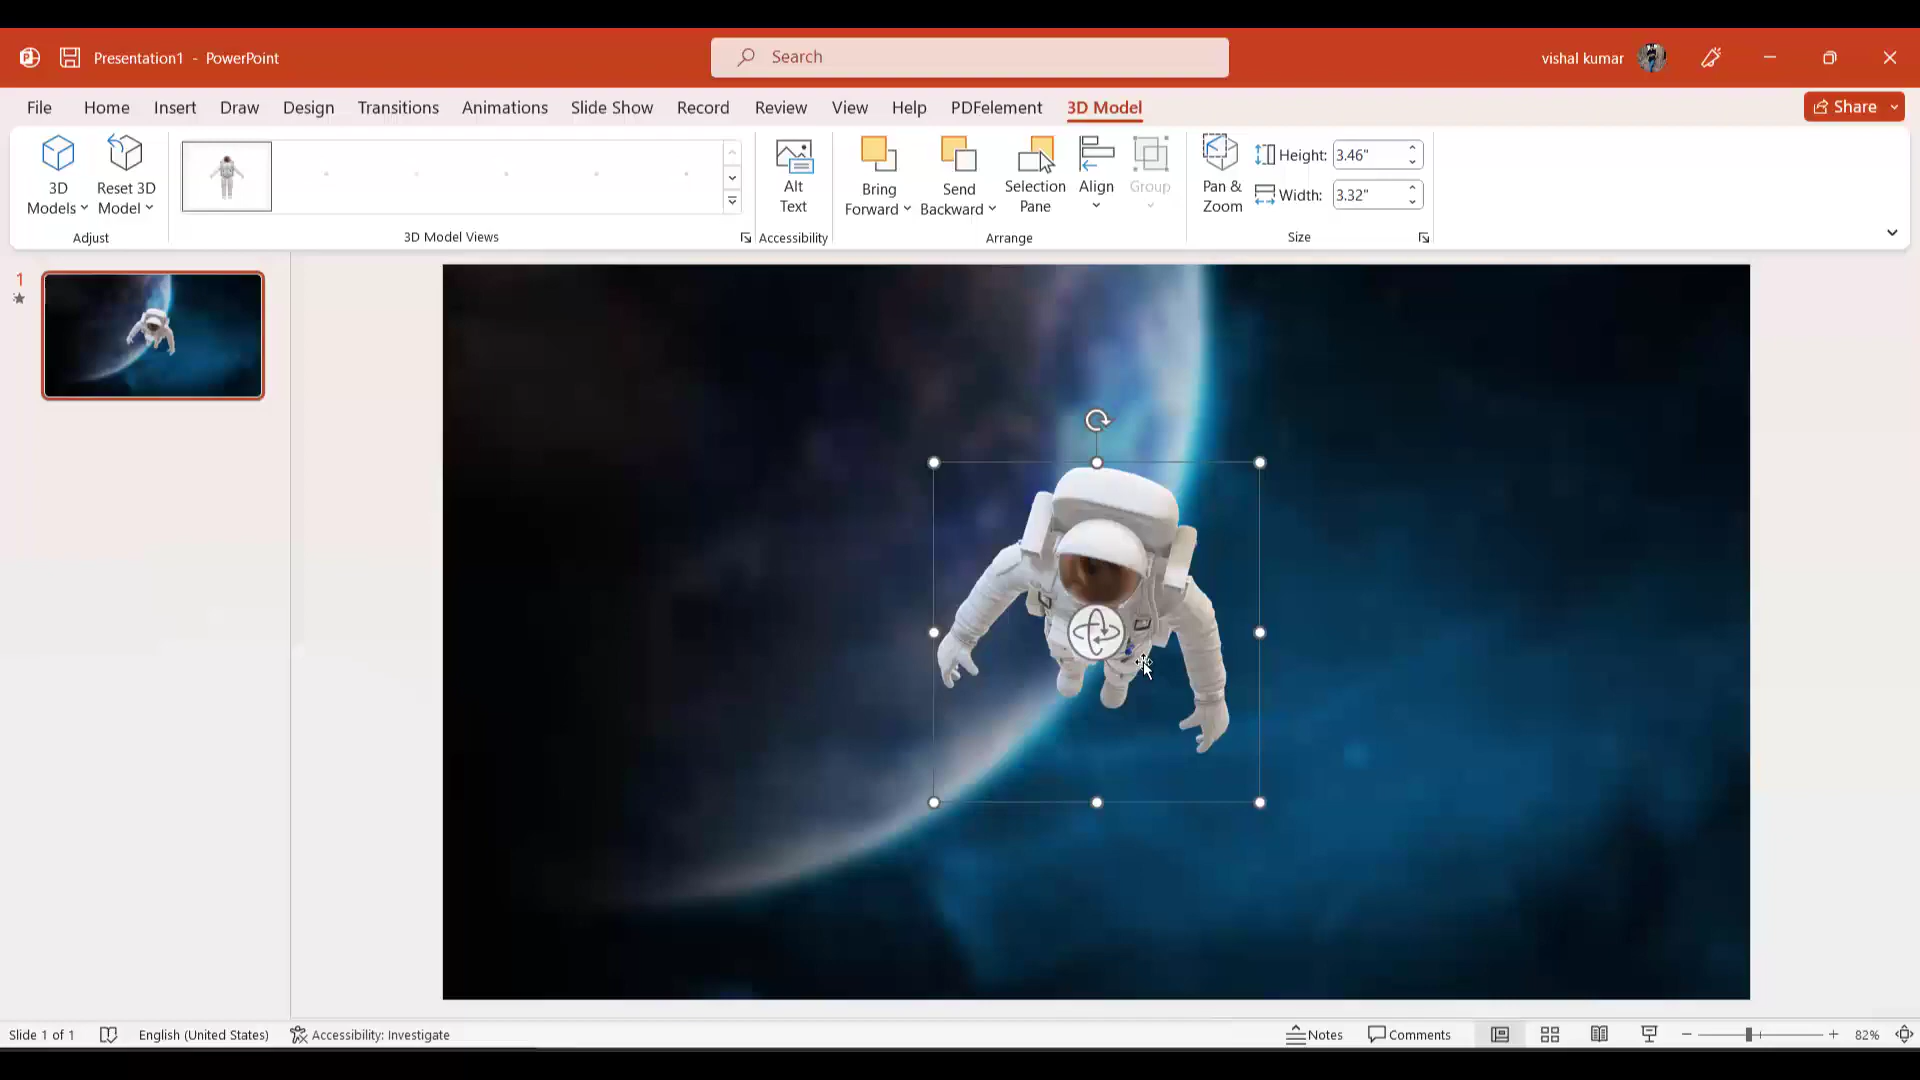 Presentation1 - PowerPoint
Search
vishal kumar
File Home Insert Draw Design Transitions Animations Slide Show Record Review View Help PDFelement 3D Model
Share
3D Models
Reset 3D Model
Alt Text
Bring Forward
Send Backward
Selection Pane
Align
Group
Pan & Zoom
Height: 3.46"
Width: 3.32"
Adjust
3D Model Views
Accessibility
Arrange
Size
1
Slide 1 of 1
English (United States)
Accessibility: Investigate
Notes
Comments
82%